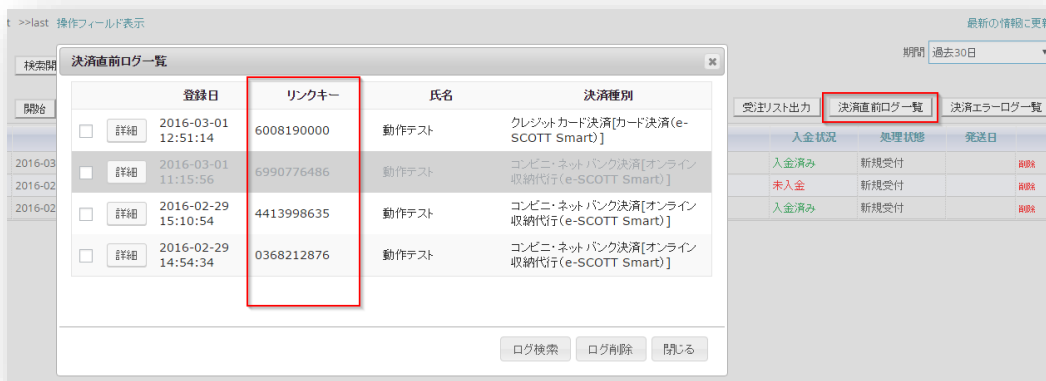 t >>last 操作フィールド表示
最新の情報に更新
期間 過去30日
検索開
決済直前ログ一覧
登録日 リンクキー 氏名 決済種別
開始
受注リスト出力 決済直前ログ一覧 決済エラーログ一覧
入金状況 処理状態 発送日
詳細 2016-03-01 12:51:14 6008190000 動作テスト クレジットカード決済[カード決済(e-SCOTT Smart)]
2016-03
詳細 2016-03-01 11:15:56 6990776486 動作テスト コンビニ・ネットバンク決済[オンライン収納代行(e-SCOTT Smart)]
入金済み 新規受付 削除
2016-02
未入金 新規受付 削除
2016-02
詳細 2016-02-29 15:10:54 4413998635 動作テスト コンビニ・ネットバンク決済[オンライン収納代行(e-SCOTT Smart)]
入金済み 新規受付 削除
詳細 2016-02-29 14:54:34 0368212876 動作テスト コンビニ・ネットバンク決済[オンライン収納代行(e-SCOTT Smart)]
ログ検索 ログ削除 閉じる